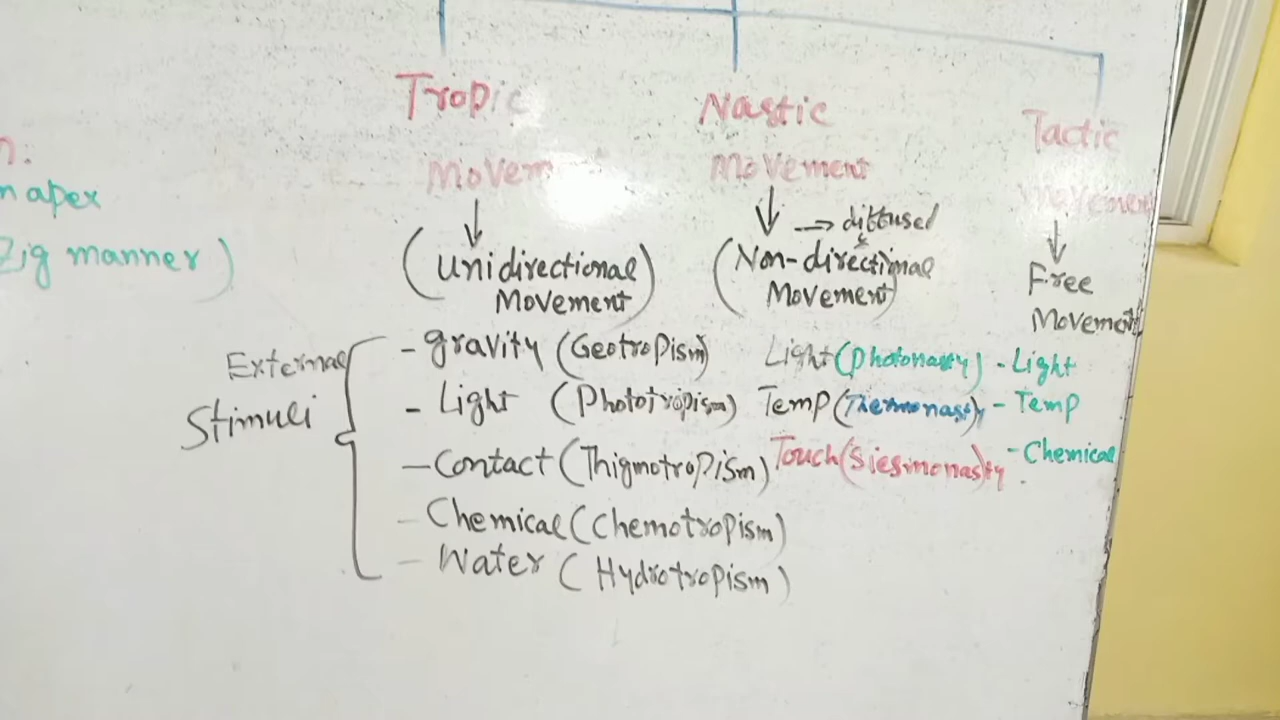 Tropic
Movem
(Unidirectional
Movement)
Nastic
Movement
→ diffused
(Non-directional
Movement)
Tactic
Movement
Free
Movement
n:
n apex
Zig manner)
External
Stimuli
- gravity (Geotropism)
- Light (Phototropism)
- Contact (Thigmotropism)
- Chemical (Chemotropism)
- Water (Hydrotropism)
Light (Photonasty)
Temp (Thermonasty)
Touch (Siesmonasty)
- Light
- Temp
- Chemical